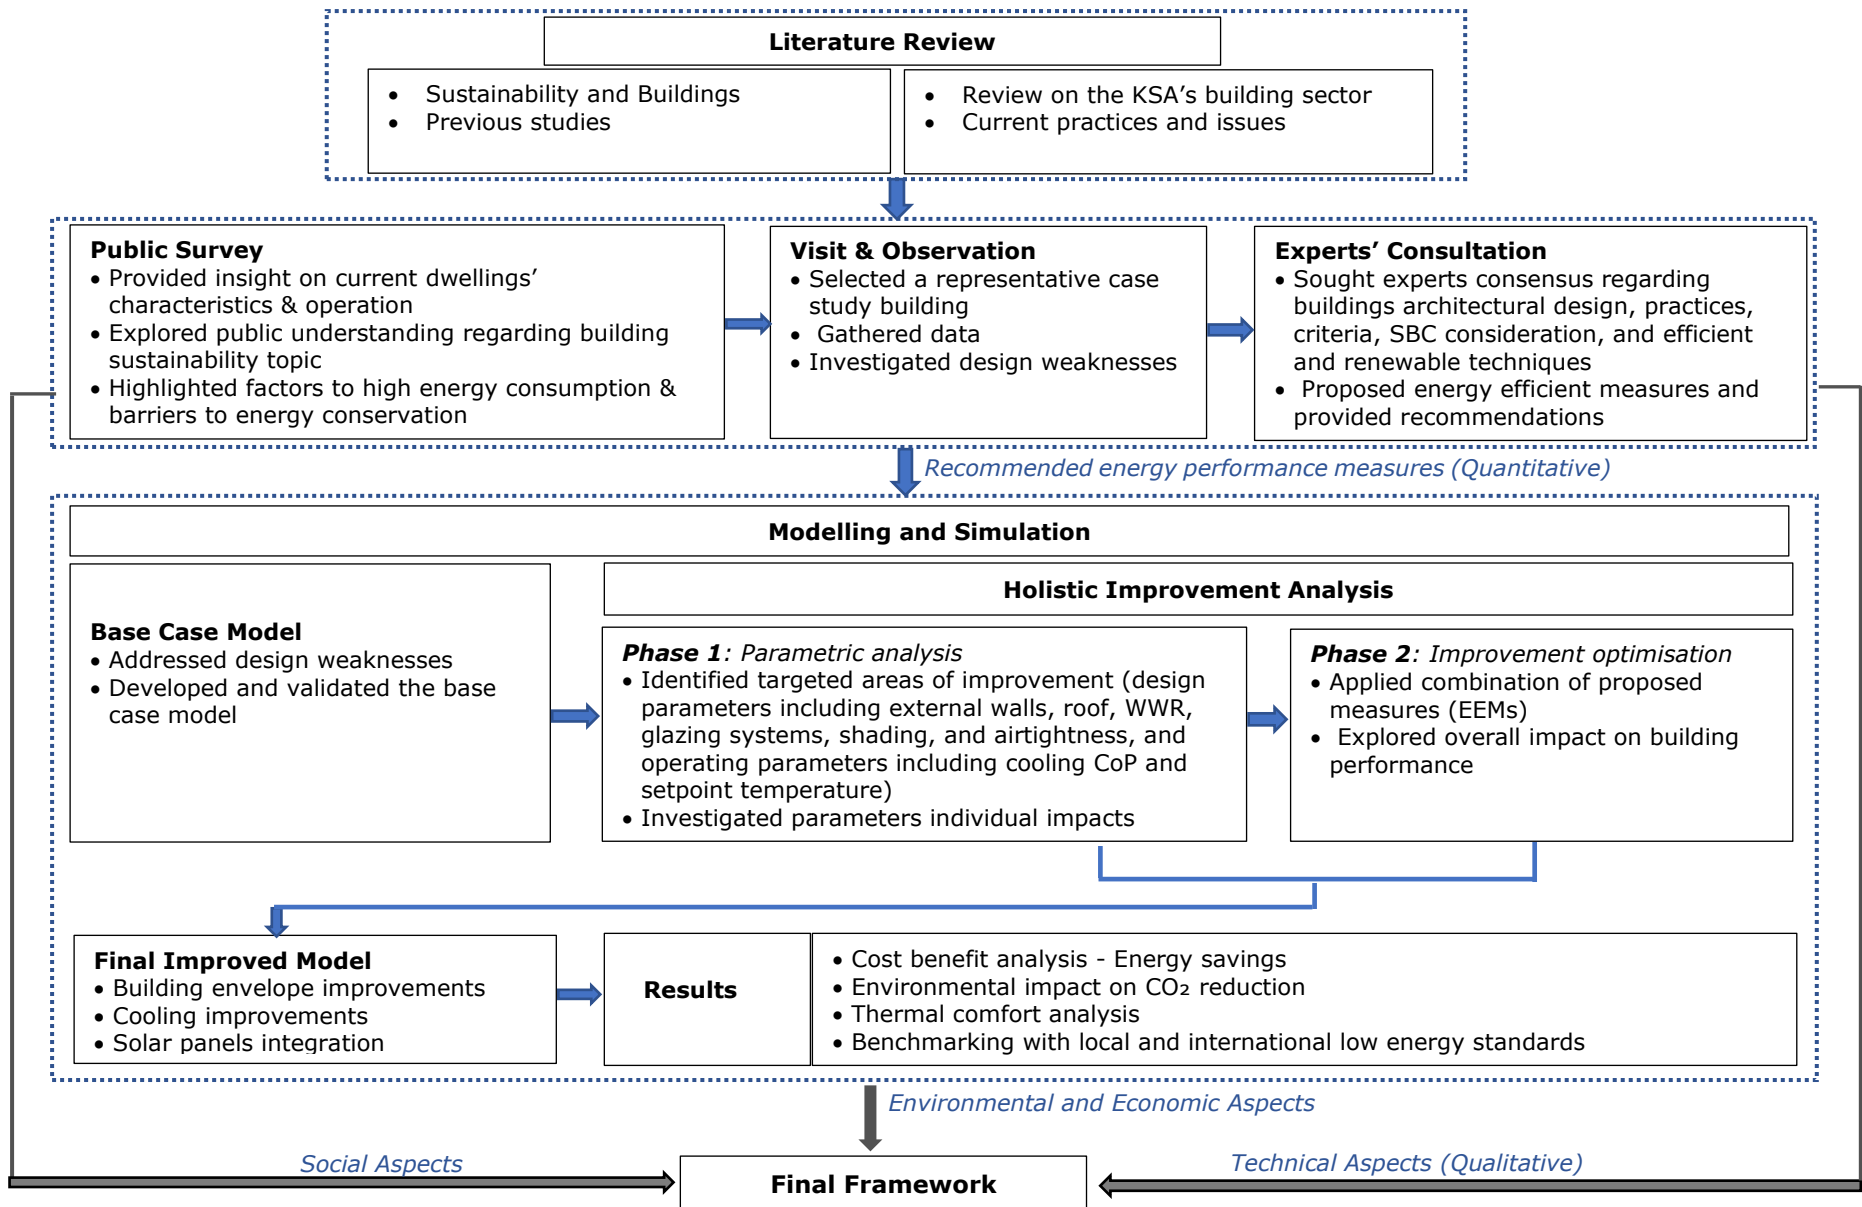 Literature Review
• Sustainability and Buildings
• Previous studies
• Review on the KSA's building sector
• Current practices and issues
Public Survey
• Provided insight on current dwellings'
characteristics & operation
• Explored public understanding regarding building
sustainability topic
• Highlighted factors to high energy consumption &
barriers to energy conservation
Visit & Observation
• Selected a representative case
study building
• Gathered data
• Investigated design weaknesses
Experts' Consultation
• Sought experts consensus regarding
buildings architectural design, practices,
criteria, SBC consideration, and efficient
and renewable techniques
• Proposed energy efficient measures and
provided recommendations
Recommended energy performance measures (Quantitative)
Modelling and Simulation
Holistic Improvement Analysis
Base Case Model
• Addressed design weaknesses
• Developed and validated the base
case model
Phase 1: Parametric analysis
• Identified targeted areas of improvement (design
parameters including external walls, roof, WWR,
glazing systems, shading, and airtightness, and
operating parameters including cooling CoP and
setpoint temperature)
• Investigated parameters individual impacts
Phase 2: Improvement optimisation
• Applied combination of proposed
measures (EEMs)
• Explored overall impact on building
performance
Final Improved Model
• Building envelope improvements
• Cooling improvements
• Solar panels integration
Results
• Cost benefit analysis - Energy savings
• Environmental impact on CO₂ reduction
• Thermal comfort analysis
• Benchmarking with local and international low energy standards
Environmental and Economic Aspects
Social Aspects
Technical Aspects (Qualitative)
Final Framework